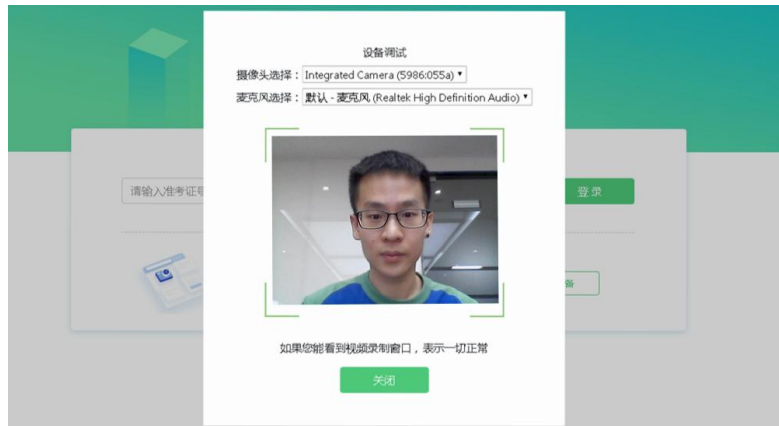 设备调试
摄像头选择：Integrated Camera (5986:055a)
麦克风选择：默认 - 麦克风 (Realtek High Definition Audio)
请输入准考证号
登录
备
如果您能看到视频录制窗口，表示一切正常
关闭